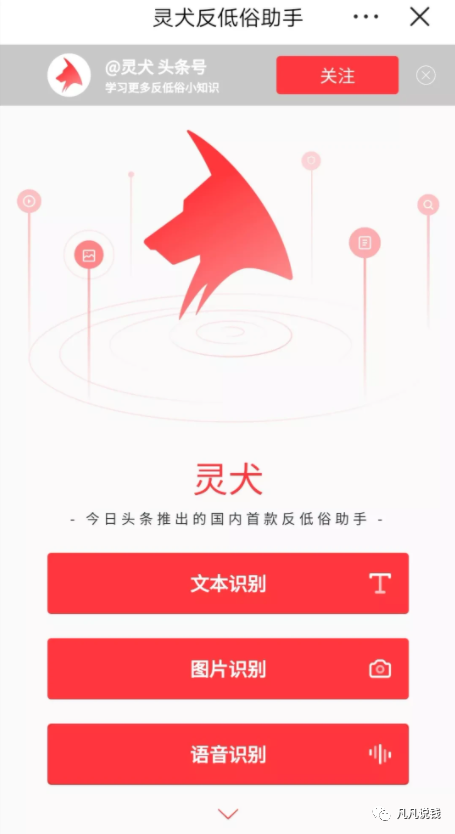 灵犬反低俗助手
@灵犬 头条号
学习更多反低俗小知识
关注
灵犬
- 今日头条推出的国内首款反低俗助手 -
文本识别
图片识别
语音识别
凡凡说钱